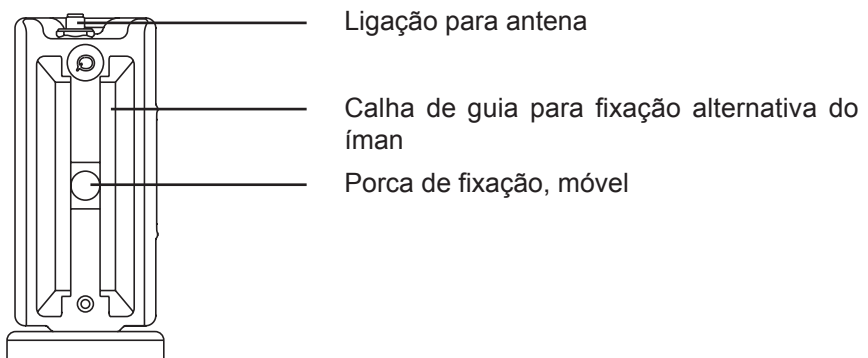 Ligação para antena
Calha de guia para fixação alternativa do
íman
Porca de fixação, móvel